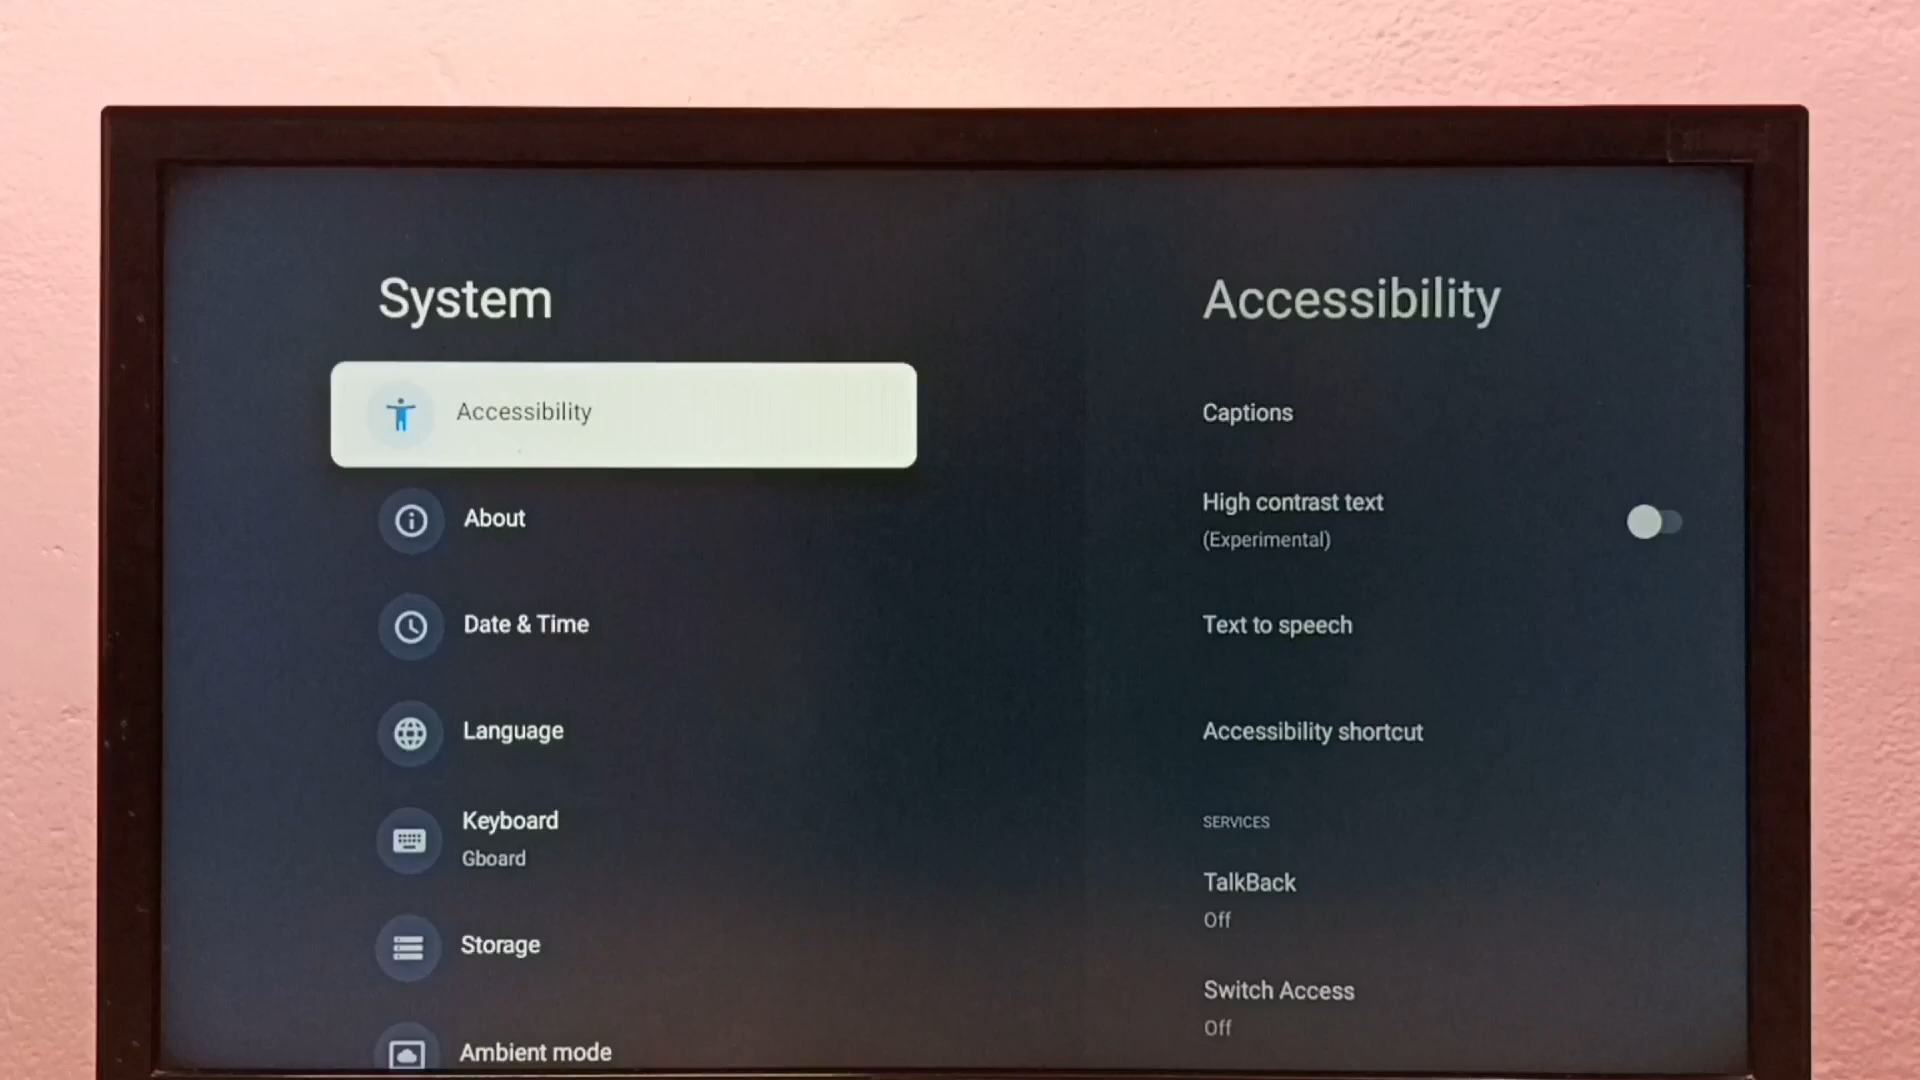 System
Accessibility
About
Date & Time
Language
Keyboard
Gboard
Storage
Ambient mode
Accessibility
Captions
High contrast text
(Experimental)
Text to speech
Accessibility shortcut
SERVICES
TalkBack
Off
Switch Access
Off